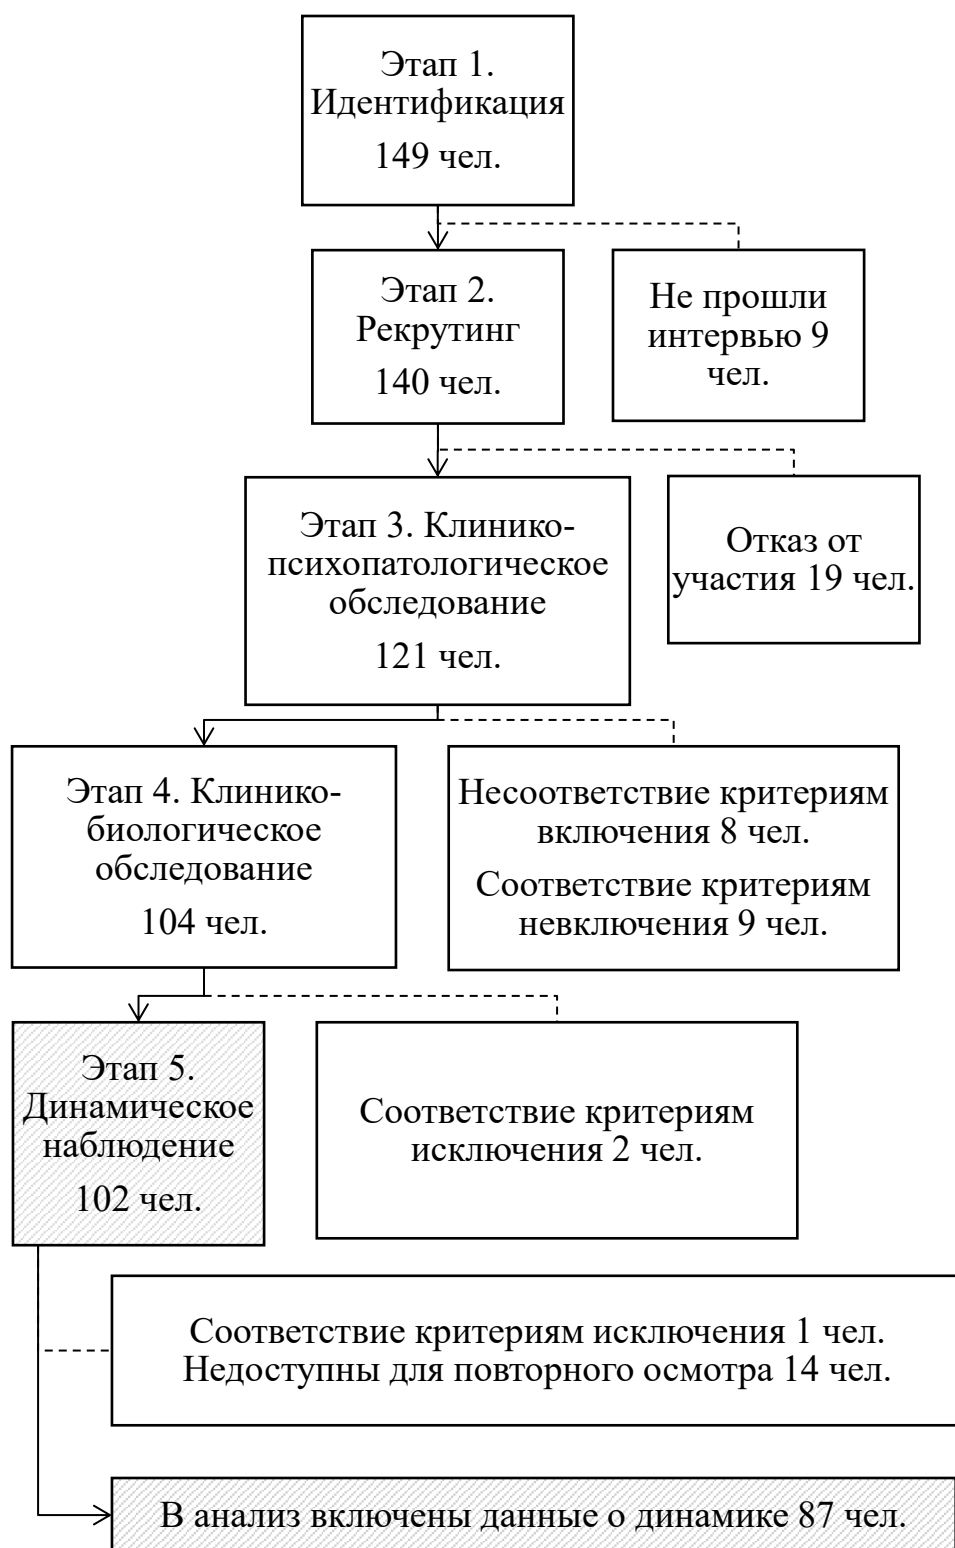 Этап 1.
Идентификация
149 чел.
Этап 2.
Рекрутинг
140 чел.
Не прошли
интервью 9
чел.
Этап 3. Клинико-
психопатологическое
обследование
121 чел.
Отказ от
участия 19 чел.
Этап 4. Клинико-
биологическое
обследование
104 чел.
Несоответствие критериям
включения 8 чел.
Соответствие критериям
невключения 9 чел.
Этап 5.
Динамическое
наблюдение
102 чел.
Соответствие критериям
исключения 2 чел.
Соответствие критериям исключения 1 чел.
Недоступны для повторного осмотра 14 чел.
В анализ включены данные о динамике 87 чел.